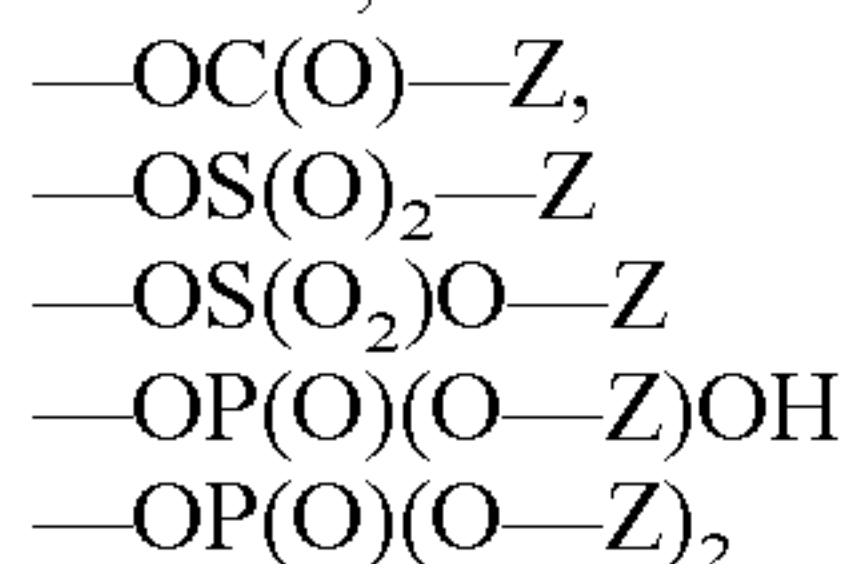 —OC(O)—Z,
—OS(O)₂—Z
—OS(O₂)O—Z
—OP(O)(O—Z)OH
—OP(O)(O—Z)₂